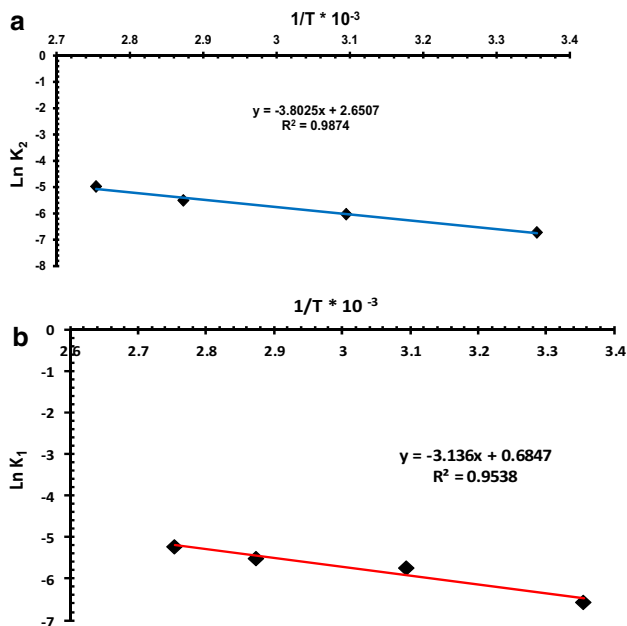 a
1/T * 10-3
2.7 2.8 2.9 3 3.1 3.2 3.3 3.4
0
-1
-2
-3
-4
-5
-6
-7
-8
Ln K2
y = -3.8025x + 2.6507
R2 = 0.9874
b
1/T * 10 -3
2.6 2.7 2.8 2.9 3 3.1 3.2 3.3 3.4
0
-1
-2
-3
-4
-5
-6
-7
Ln K1
y = -3.136x + 0.6847
R2 = 0.9538